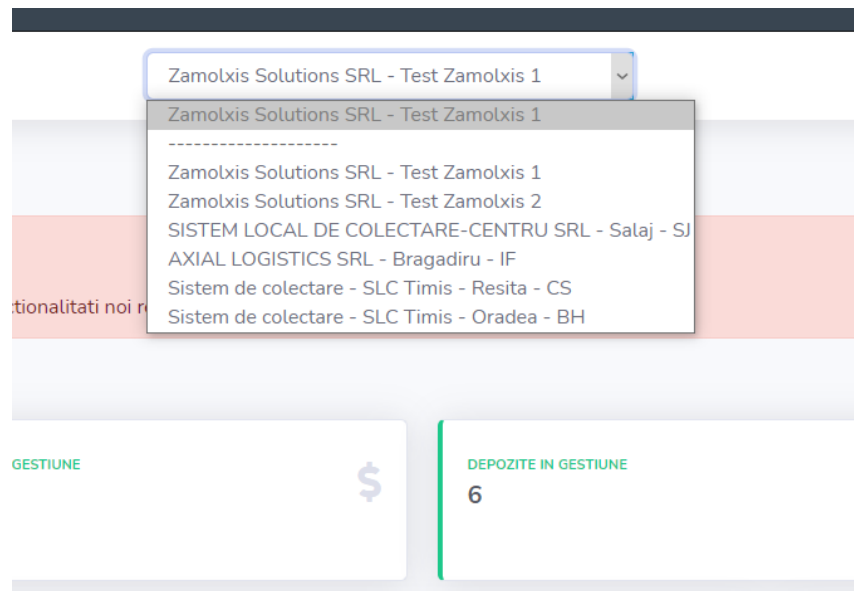 Zamolxis Solutions SRL - Test Zamolxis 1
Zamolxis Solutions SRL - Test Zamolxis 1
--------------------
Zamolxis Solutions SRL - Test Zamolxis 1
Zamolxis Solutions SRL - Test Zamolxis 2
SISTEM LOCAL DE COLECTARE-CENTRU SRL - Salaj - SJ
AXIAL LOGISTICS SRL - Bragadiru - IF
Sistem de colectare - SLC Timis - Resita - CS
Sistem de colectare - SLC Timis - Oradea - BH
noi
GESTIUNE
$
DEPOZITE IN GESTIUNE
6